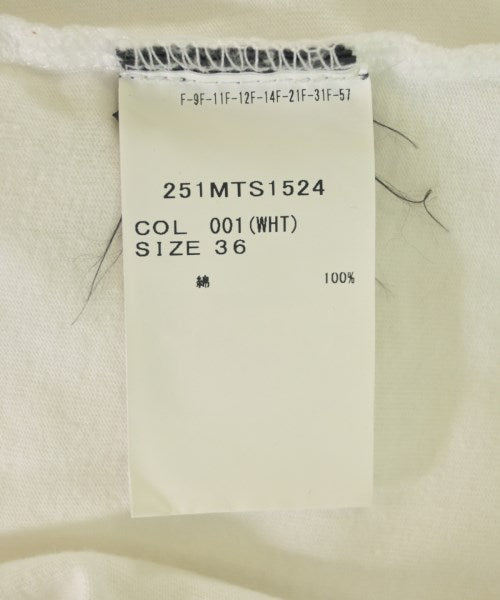 F-9F-11F-12F-14F-21F-31F-57
251MTS1524
COL 001(WHT)
SIZE 36
綿 100%